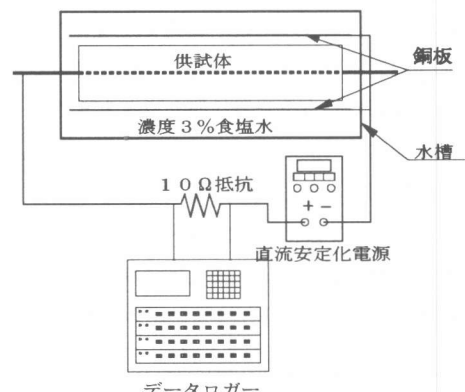 銅板
供試体
濃度3%食塩水
水槽
10Ω抵抗
+ −
直流安定化電源
データロガー